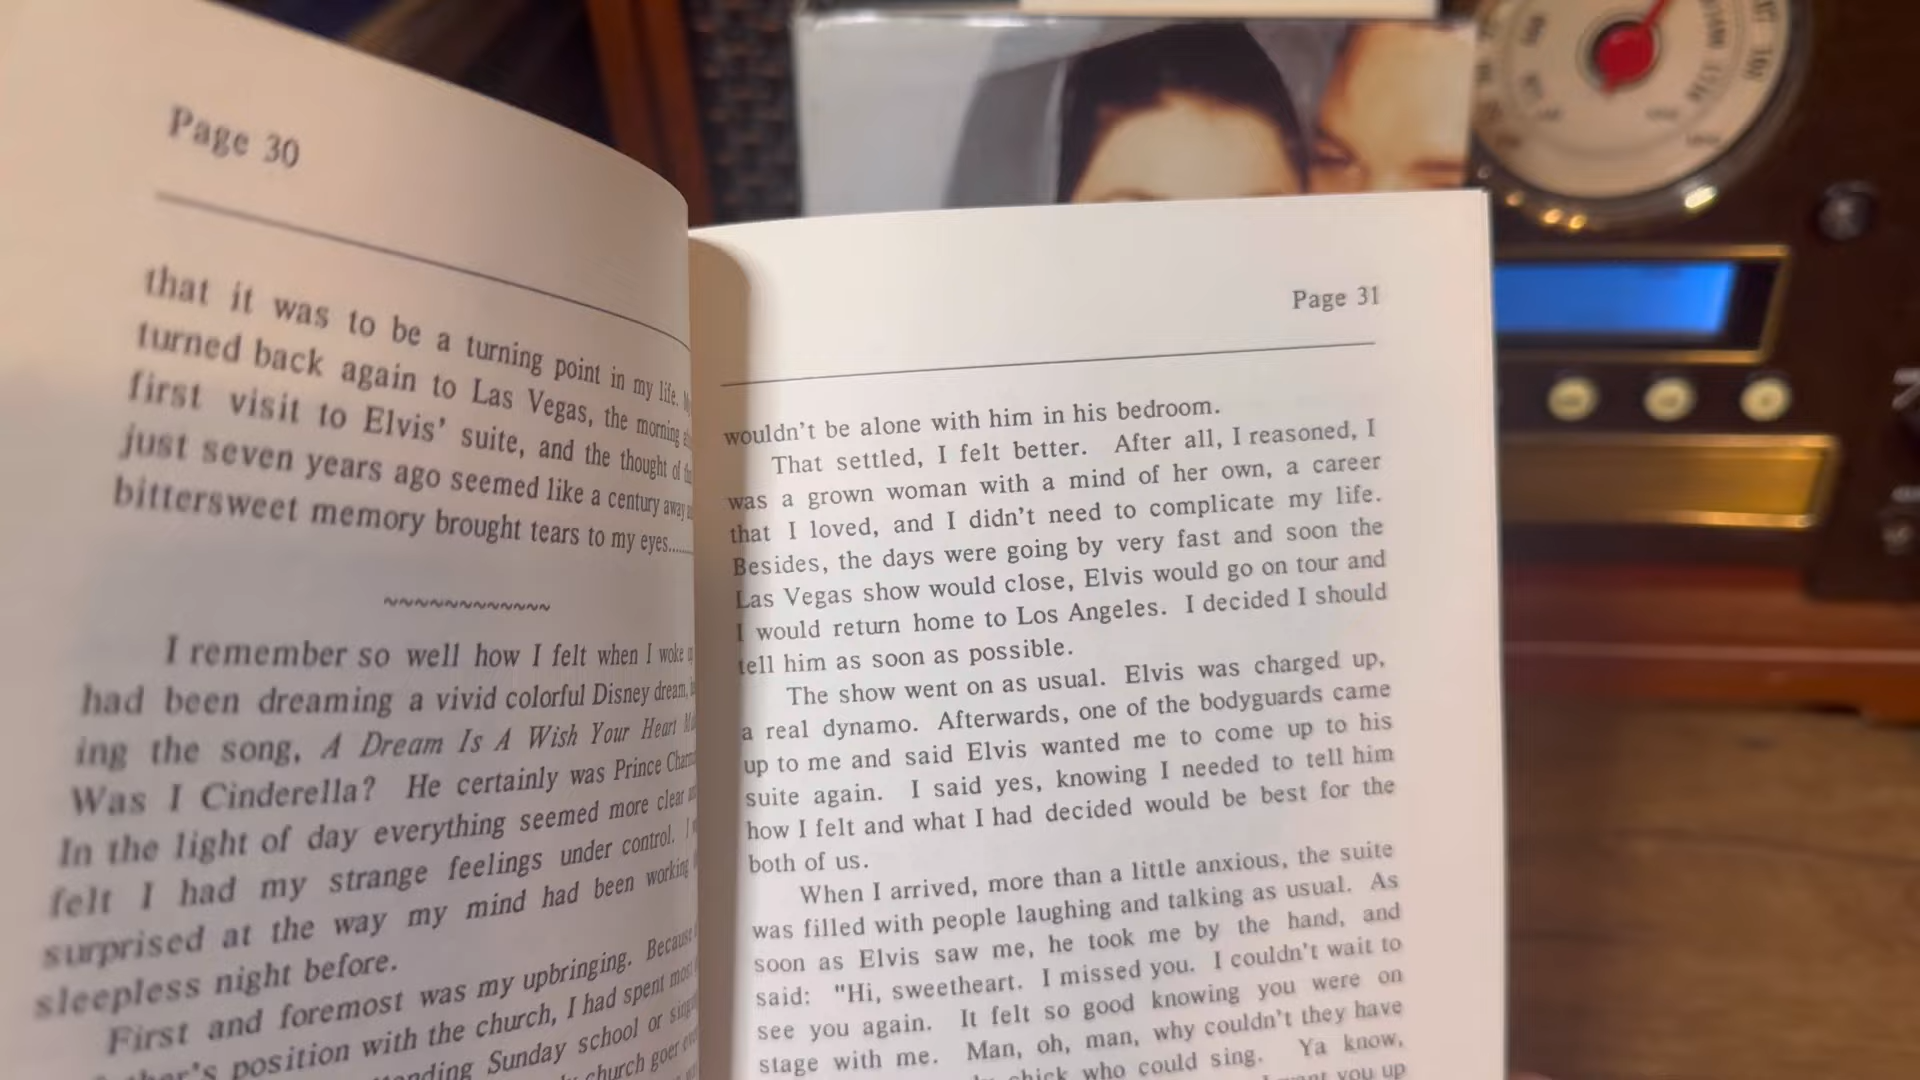 Page 30
that it was to be a turning point in my life.
turned back again to Las Vegas, the morning
first visit to Elvis' suite, and the thought of
just seven years ago seemed like a century away
bittersweet memory brought tears to my eyes.......
~~~~~~~~~~~~
I remember so well how I felt when I woke
had been dreaming a vivid colorful Disney dream,
ing the song, A Dream Is A Wish Your Heart
Was I Cinderella? He certainly was Prince
In the light of day everything seemed more clear
felt I had my strange feelings under control.
surprised at the way my mind had been working
sleepless night before.
First and foremost was my upbringing. Because
position with the church, I had spent most
Sunday school or
church goer
Page 31
wouldn't be alone with him in his bedroom.
That settled, I felt better. After all, I reasoned, I
was a grown woman with a mind of her own, a career
that I loved, and I didn't need to complicate my life.
Besides, the days were going by very fast and soon the
Las Vegas show would close, Elvis would go on tour and
I would return home to Los Angeles. I decided I should
tell him as soon as possible.
The show went on as usual. Elvis was charged up,
a real dynamo. Afterwards, one of the bodyguards came
up to me and said Elvis wanted me to come up to his
suite again. I said yes, knowing I needed to tell him
how I felt and what I had decided would be best for the
both of us.
When I arrived, more than a little anxious, the suite
was filled with people laughing and talking as usual. As
soon as Elvis saw me, he took me by the hand, and
said: "Hi, sweetheart. I missed you. I couldn't wait to
see you again. It felt so good knowing you were on
stage with me. Man, oh, man, why couldn't they have
chick who could sing. Ya know,
you up